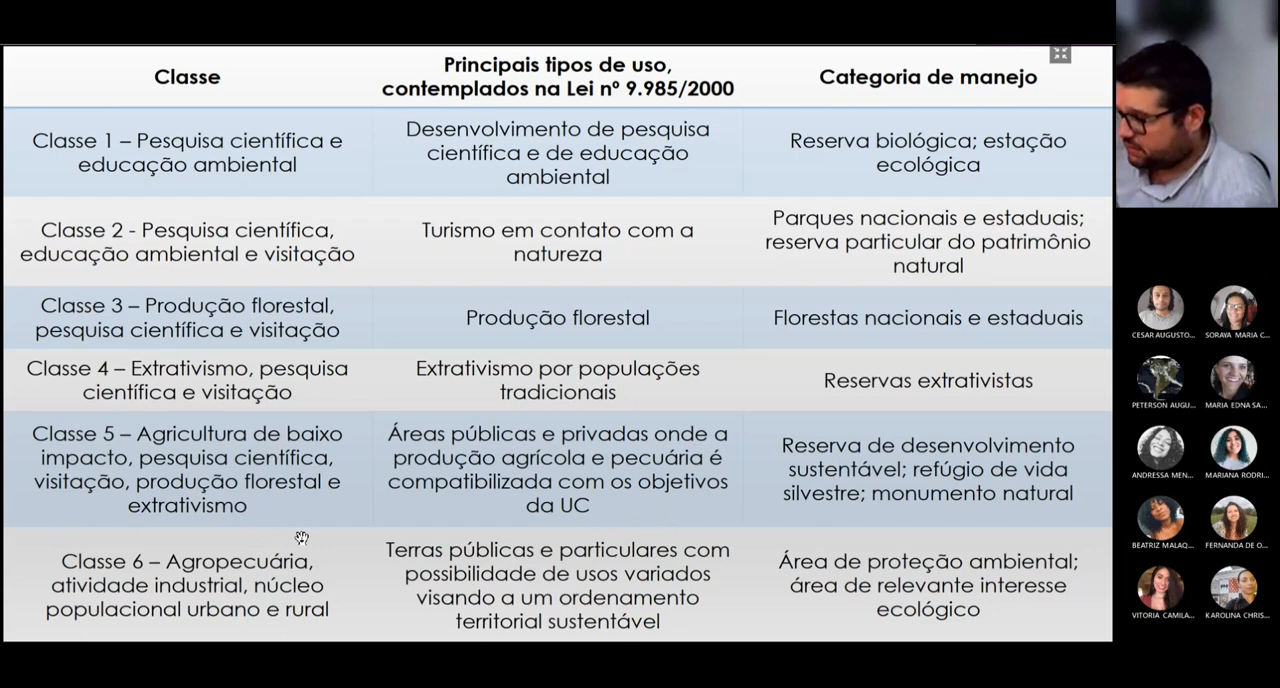 Classe
Principais tipos de uso,
contemplados na Lei nº 9.985/2000
Categoria de manejo
Classe 1 – Pesquisa científica e
educação ambiental
Desenvolvimento de pesquisa
científica e de educação
ambiental
Reserva biológica; estação
ecológica
Classe 2 - Pesquisa científica,
educação ambiental e visitação
Turismo em contato com a
natureza
Parques nacionais e estaduais;
reserva particular do patrimônio
natural
Classe 3 – Produção florestal,
pesquisa científica e visitação
Produção florestal
Florestas nacionais e estaduais
Classe 4 – Extrativismo, pesquisa
científica e visitação
Extrativismo por populações
tradicionais
Reservas extrativistas
Classe 5 – Agricultura de baixo
impacto, pesquisa científica,
visitação, produção florestal e
extrativismo
Áreas públicas e privadas onde a
produção agrícola e pecuária é
compatibilizada com os objetivos
da UC
Reserva de desenvolvimento
sustentável; refúgio de vida
silvestre; monumento natural
Classe 6 – Agropecuária,
atividade industrial, núcleo
populacional urbano e rural
Terras públicas e particulares com
possibilidade de usos variados
visando a um ordenamento
territorial sustentável
Área de proteção ambiental;
área de relevante interesse
ecológico
CESAR AUGUSTO...
SORAYA MARIA C...
PETERSON AUGU...
MARIA EDNA SA...
ANDRESSA MEN...
MARIANA RODRI...
BEATRIZ MALAQ...
FERNANDA DE O...
VITORIA CAMILA...
KAROLINA CHRIS...